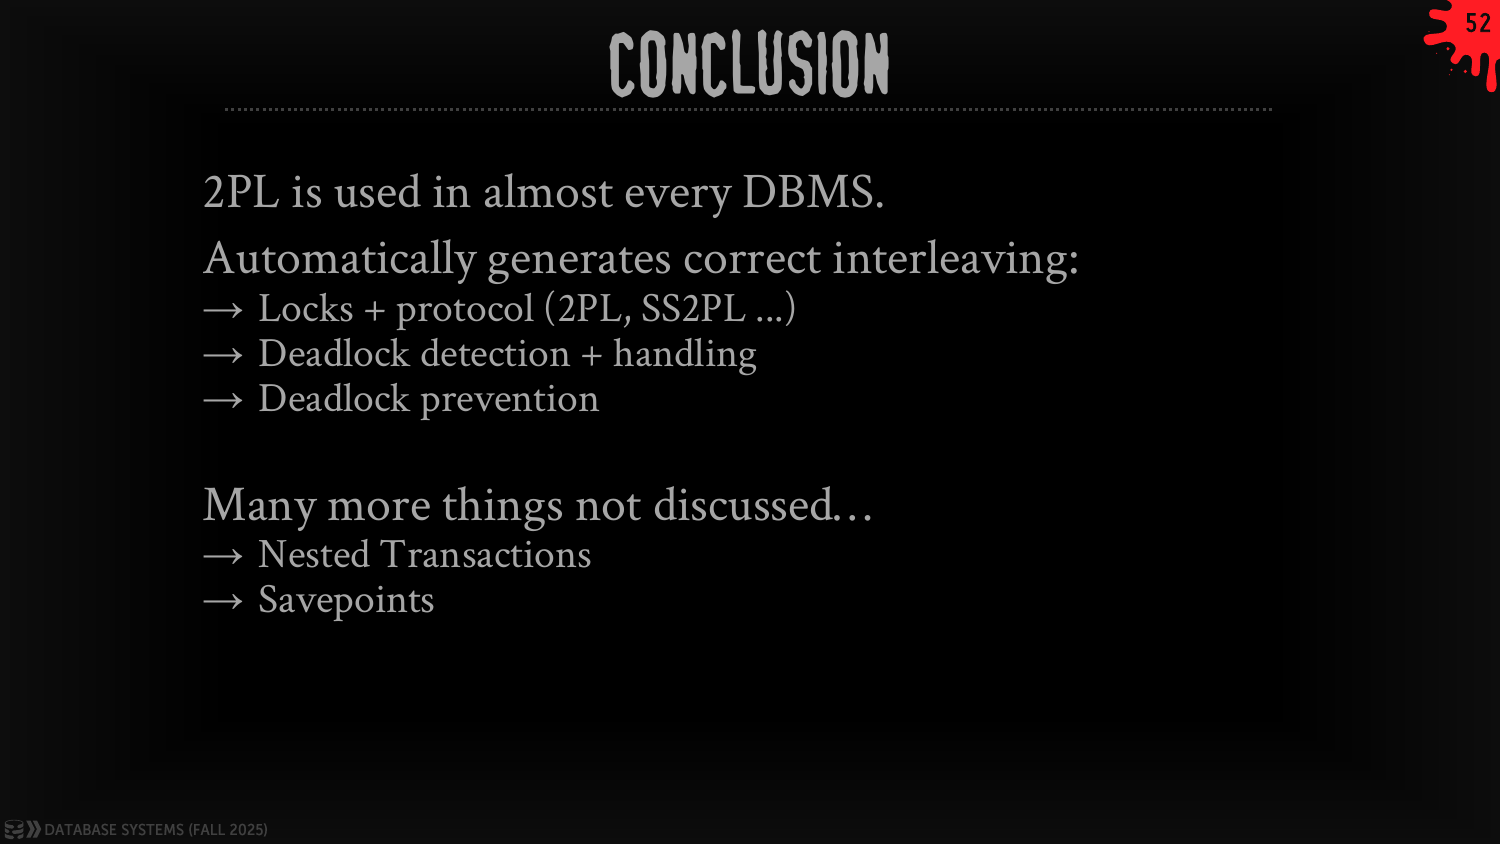 CONCLUSION
52
2PL is used in almost every DBMS.
Automatically generates correct interleaving:
→ Locks + protocol (2PL, SS2PL ...)
→ Deadlock detection + handling
→ Deadlock prevention
Many more things not discussed…
→ Nested Transactions
→ Savepoints
DATABASE SYSTEMS (FALL 2025)